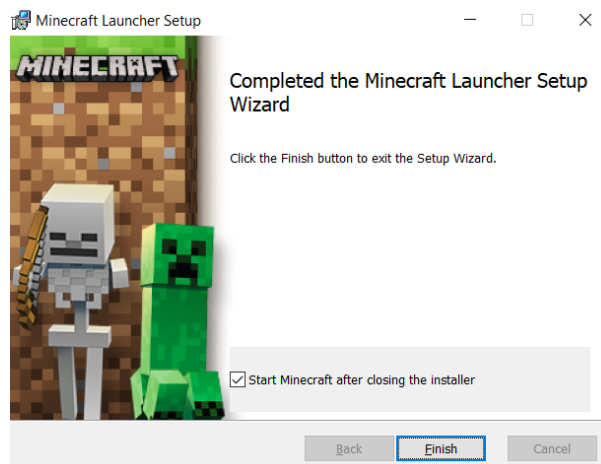 Minecraft Launcher Setup
MINECRAFT
Completed the Minecraft Launcher Setup
Wizard
Click the Finish button to exit the Setup Wizard.
Start Minecraft after closing the installer
Back Finish Cancel